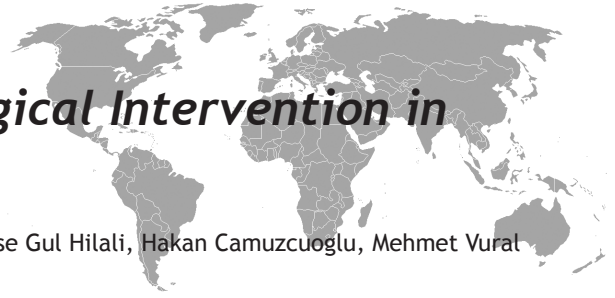 gical Intervention in
se Gul Hilali, Hakan Camuzcuoglu, Mehmet Vural